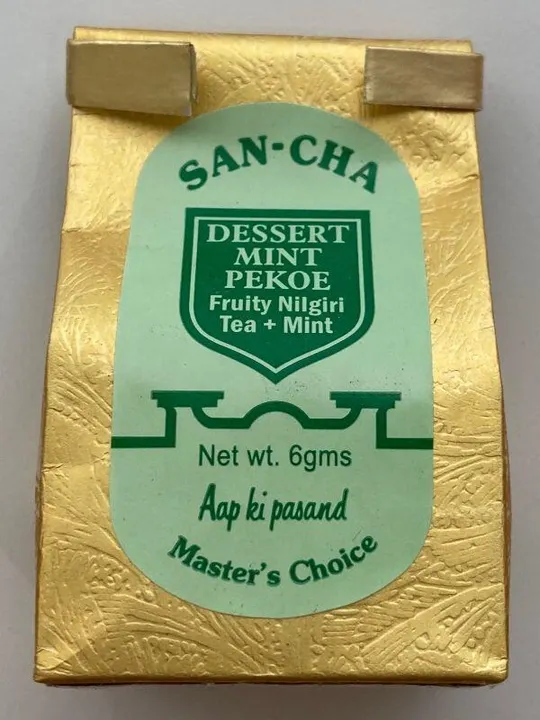 SAN-CHA
DESSERT
MINT
PEKOE
Fruity Nilgiri
Tea + Mint
Net wt. 6gms
Aap ki pasand
Master's Choice